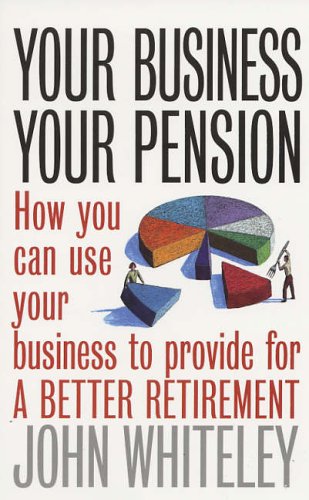 YOUR BUSINESS
YOUR PENSION
How you
can use
your
business to provide for
A BETTER RETIREMENT
JOHN WHITELEY